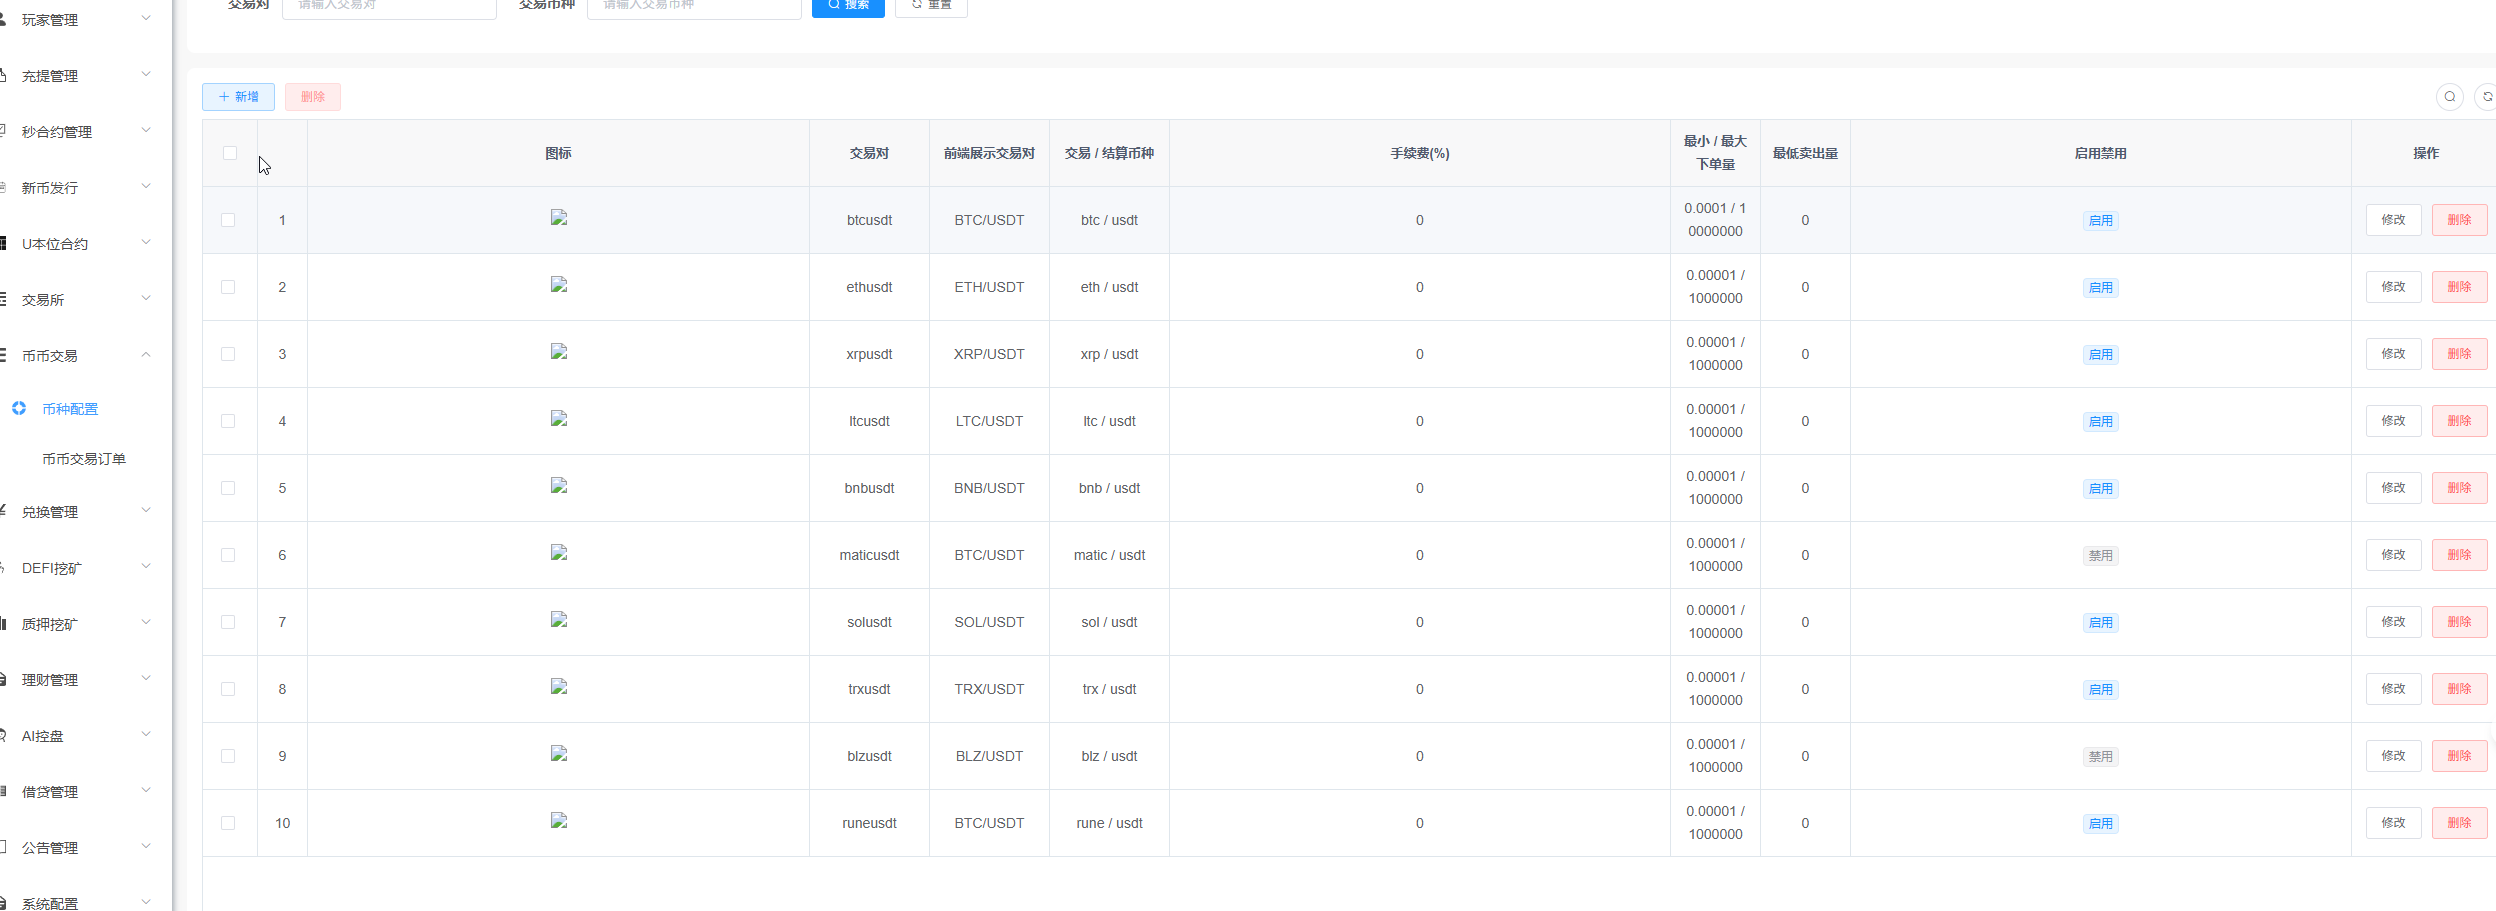 交易对 请输入交易对 交易币种 请输入交易币种 搜索 重置
玩家管理
充提管理
秒合约管理
新币发行
U本位合约
交易所
币币交易
币种配置
币币交易订单
兑换管理
DEFI挖矿
质押挖矿
理财管理
AI控盘
借贷管理
公告管理
系统配置
新增 删除
图标 交易对 前端展示交易对 交易 / 结算币种 手续费(%) 最小 / 最大 最低卖出量 启用禁用 操作
下单量
1 btcusdt BTC/USDT btc / usdt 0 0.0001 / 1 0 启用 修改 删除
0000000
2 ethusdt ETH/USDT eth / usdt 0 0.00001 / 0 启用 修改 删除
1000000
3 xrpusdt XRP/USDT xrp / usdt 0 0.00001 / 0 启用 修改 删除
1000000
4 ltcusdt LTC/USDT ltc / usdt 0 0.00001 / 0 启用 修改 删除
1000000
5 bnbusdt BNB/USDT bnb / usdt 0 0.00001 / 0 启用 修改 删除
1000000
6 maticusdt BTC/USDT matic / usdt 0 0.00001 / 0 禁用 修改 删除
1000000
7 solusdt SOL/USDT sol / usdt 0 0.00001 / 0 启用 修改 删除
1000000
8 trxusdt TRX/USDT trx / usdt 0 0.00001 / 0 启用 修改 删除
1000000
9 blzusdt BLZ/USDT blz / usdt 0 0.00001 / 0 禁用 修改 删除
1000000
10 runeusdt BTC/USDT rune / usdt 0 0.00001 / 0 启用 修改 删除
1000000